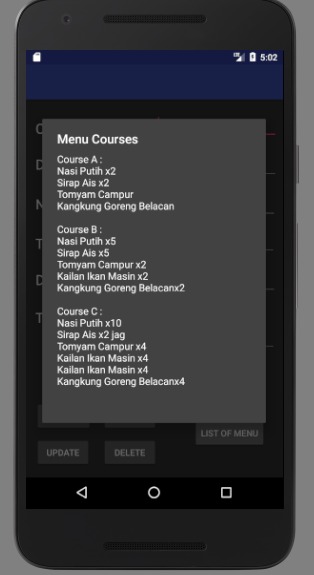 5:02
Menu Courses
Course A :
Nasi Putih x2
Sirap Ais x2
Tomyam Campur
Kangkung Goreng Belacan
Course B :
Nasi Putih x5
Sirap Ais x5
Tomyam Campur x2
Kailan Ikan Masin x2
Kangkung Goreng Belacanx2
Course C :
Nasi Putih x10
Sirap Ais x2 jag
Tomyam Campur x4
Kailan Ikan Masin x4
Kailan Ikan Masin x4
Kangkung Goreng Belacanx4
LIST OF MENU
UPDATE
DELETE